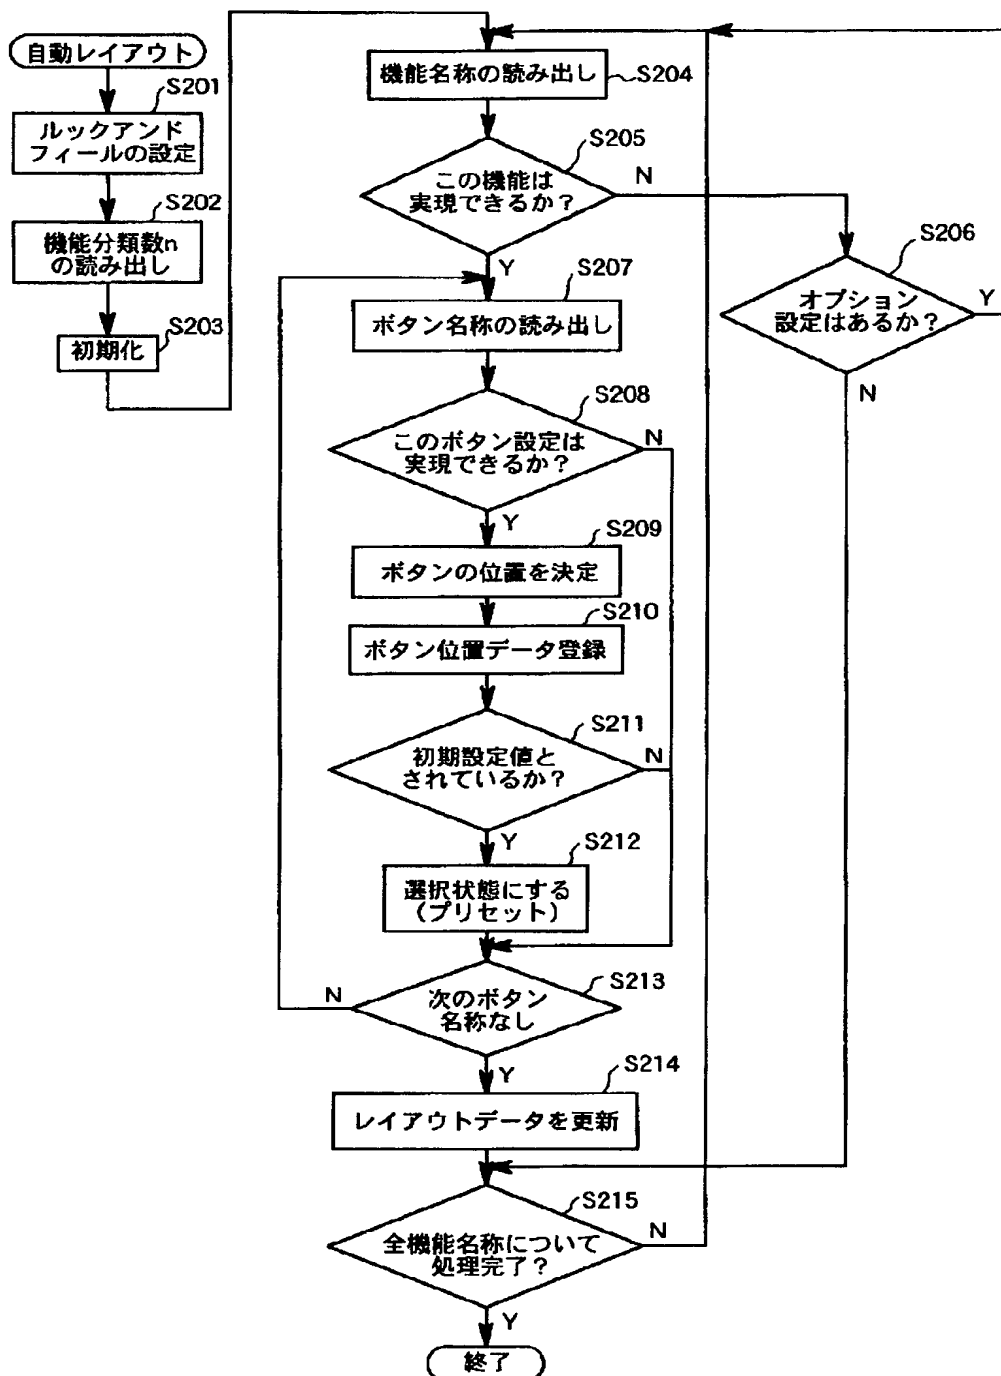 自動レイアウト
S201
ルックアンド
フィールの設定
S202
機能分類数n
の読み出し
S203
初期化
機能名称の読み出し
S204
S205
この機能は
実現できるか？
N
Y
S206
オプション
設定はあるか？
Y
N
S207
ボタン名称の読み出し
S208
このボタン設定は
実現できるか？
N
Y
S209
ボタンの位置を決定
S210
ボタン位置データ登録
S211
初期設定値と
されているか？
N
Y
S212
選択状態にする
（プリセット）
S213
次のボタン
名称なし
N
Y
S214
レイアウトデータを更新
S215
全機能名称について
処理完了？
N
Y
終了